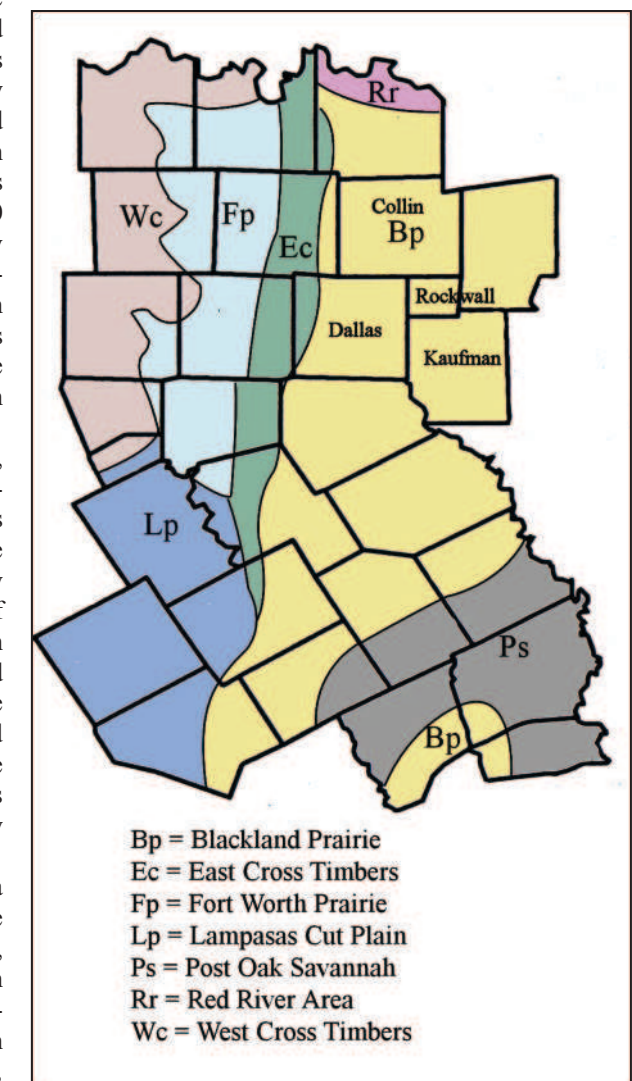 Rr
Collin
Wc
Fp
Bp
Ec
Rockwall
Dallas
Kaufman
Lp
Ps
Bp
Bp = Blackland Prairie
Ec = East Cross Timbers
Fp = Fort Worth Prairie
Lp = Lampasas Cut Plain
Ps = Post Oak Savannah
Rr = Red River Area
Wc = West Cross Timbers